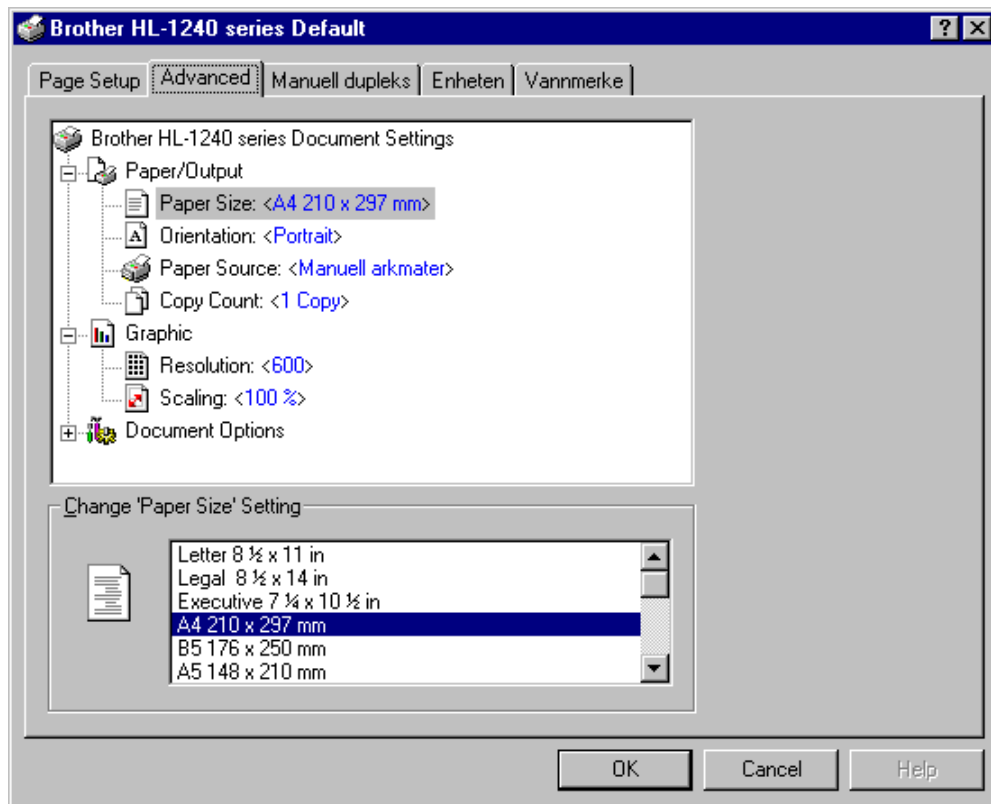 Brother HL-1240 series Default
Page Setup Advanced Manuell dupleks Enheten Vannmerke
Brother HL-1240 series Document Settings
Paper/Output
Paper Size: <A4 210 x 297 mm>
Orientation: <Portrait>
Paper Source: <Manuell arkmater>
Copy Count: <1 Copy>
Graphic
Resolution: <600>
Scaling: <100 %>
Document Options
Change 'Paper Size' Setting
Letter 8 ½ x 11 in
Legal 8 ½ x 14 in
Executive 7 ¼ x 10 ½ in
A4 210 x 297 mm
B5 176 x 250 mm
A5 148 x 210 mm
OK Cancel Help